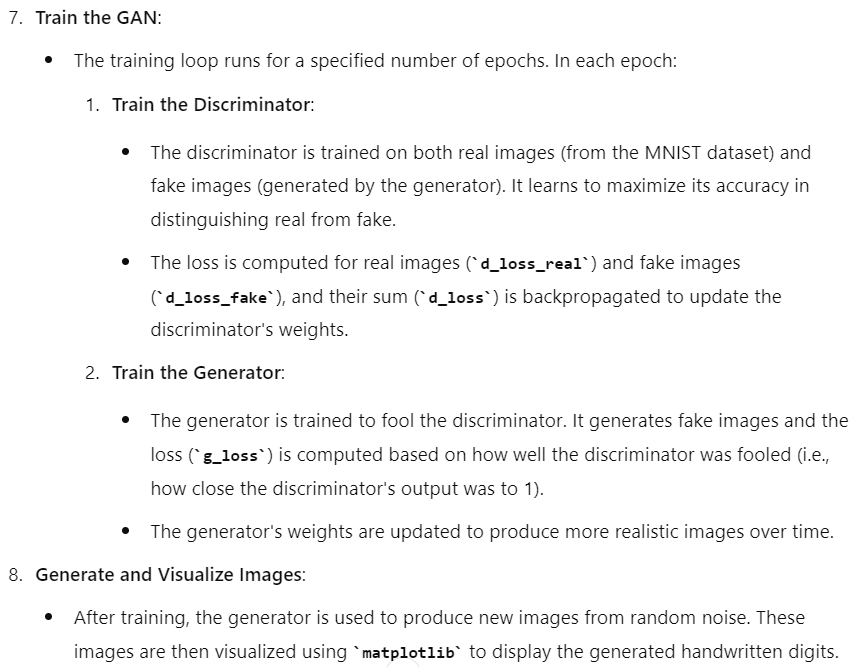 7. Train the GAN:
• The training loop runs for a specified number of epochs. In each epoch:
1. Train the Discriminator:
• The discriminator is trained on both real images (from the MNIST dataset) and
fake images (generated by the generator). It learns to maximize its accuracy in
distinguishing real from fake.
• The loss is computed for real images (`d_loss_real`) and fake images
(`d_loss_fake`), and their sum (`d_loss`) is backpropagated to update the
discriminator's weights.
2. Train the Generator:
• The generator is trained to fool the discriminator. It generates fake images and the
loss (`g_loss`) is computed based on how well the discriminator was fooled (i.e.,
how close the discriminator's output was to 1).
• The generator's weights are updated to produce more realistic images over time.
8. Generate and Visualize Images:
• After training, the generator is used to produce new images from random noise. These
images are then visualized using `matplotlib` to display the generated handwritten digits.